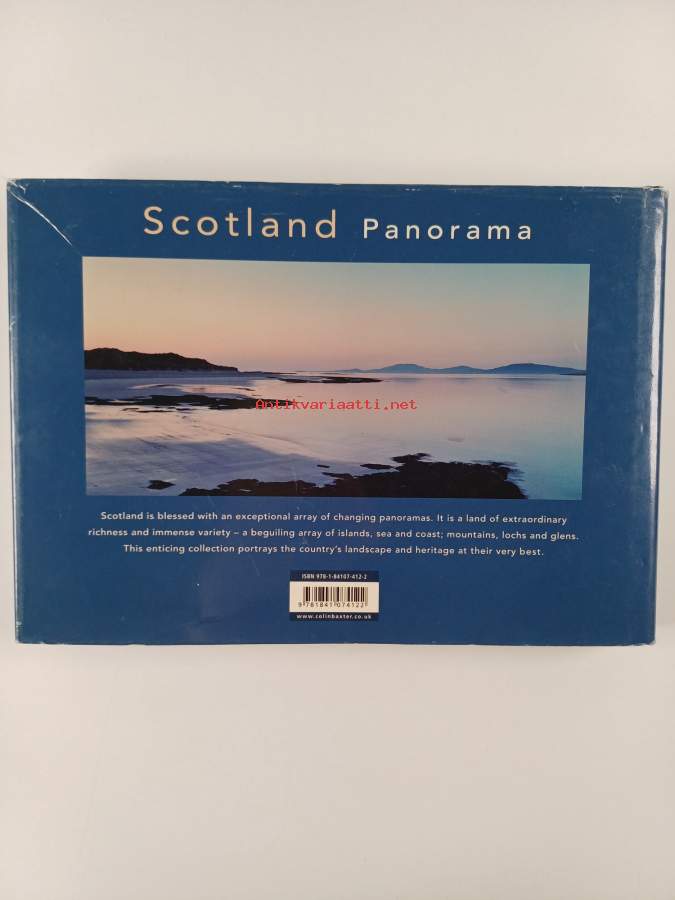 Scotland Panorama
Antikvariaatti.net
Scotland is blessed with an exceptional array of changing panoramas. It is a land of extraordinary
richness and immense variety – a beguiling array of islands, sea and coast; mountains, lochs and glens.
This enticing collection portrays the country's landscape and heritage at their very best.
ISBN 978-1-84107-412-2
9 781841 074122
www.colinbaxter.co.uk